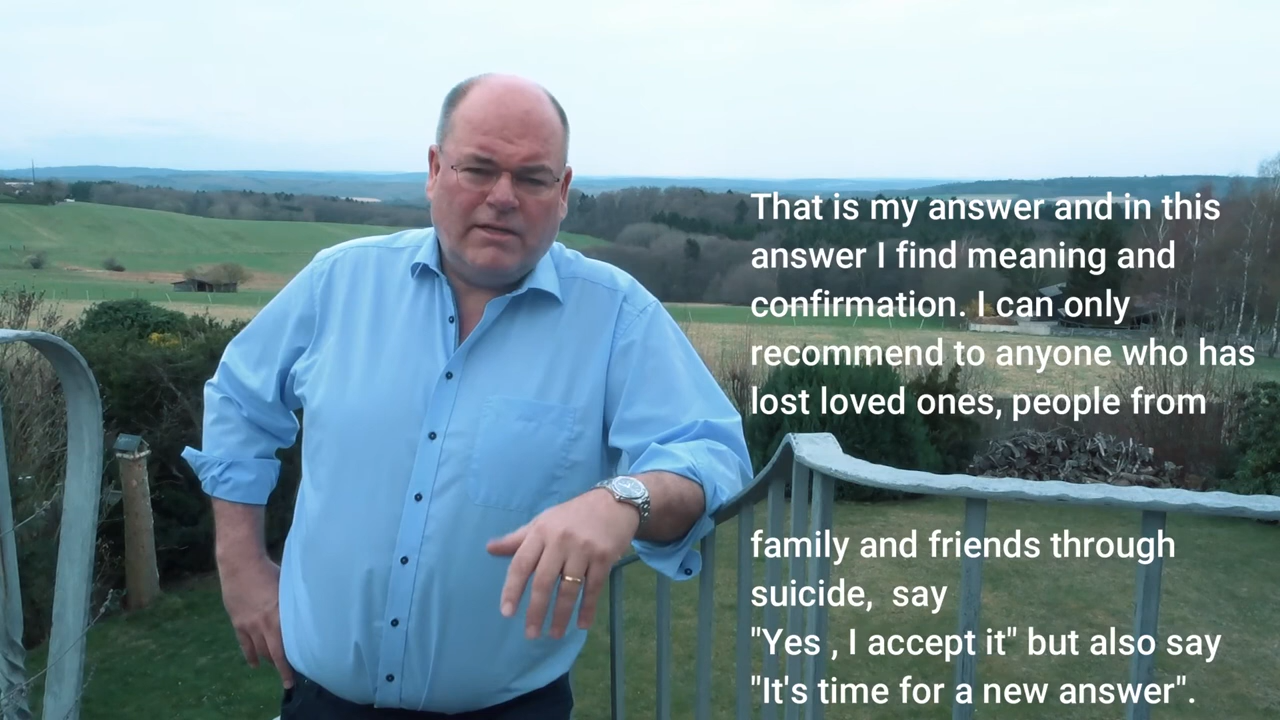 That is my answer and in this
answer I find meaning and
confirmation. I can only
recommend to anyone who has
lost loved ones, people from
family and friends through
suicide,  say
"Yes , I accept it" but also say
"It's time for a new answer".